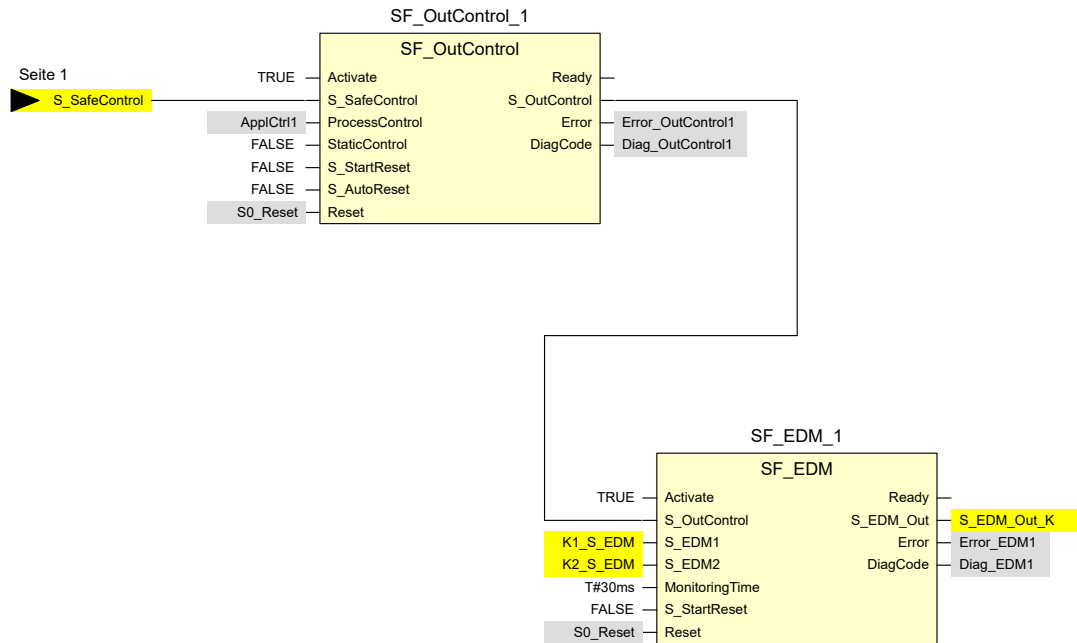 SF_OutControl_1
SF_OutControl
Seite 1
TRUE Activate Ready
S_SafeControl S_SafeControl S_OutControl
ApplCtrl1 ProcessControl Error Error_OutControl1
FALSE StaticControl DiagCode Diag_OutControl1
FALSE S_StartReset
FALSE S_AutoReset
S0_Reset Reset
SF_EDM_1
SF_EDM
TRUE Activate Ready
S_OutControl S_EDM_Out S_EDM_Out_K
K1_S_EDM S_EDM1 Error Error_EDM1
K2_S_EDM S_EDM2 DiagCode Diag_EDM1
T#30ms MonitoringTime
FALSE S_StartReset
S0_Reset Reset